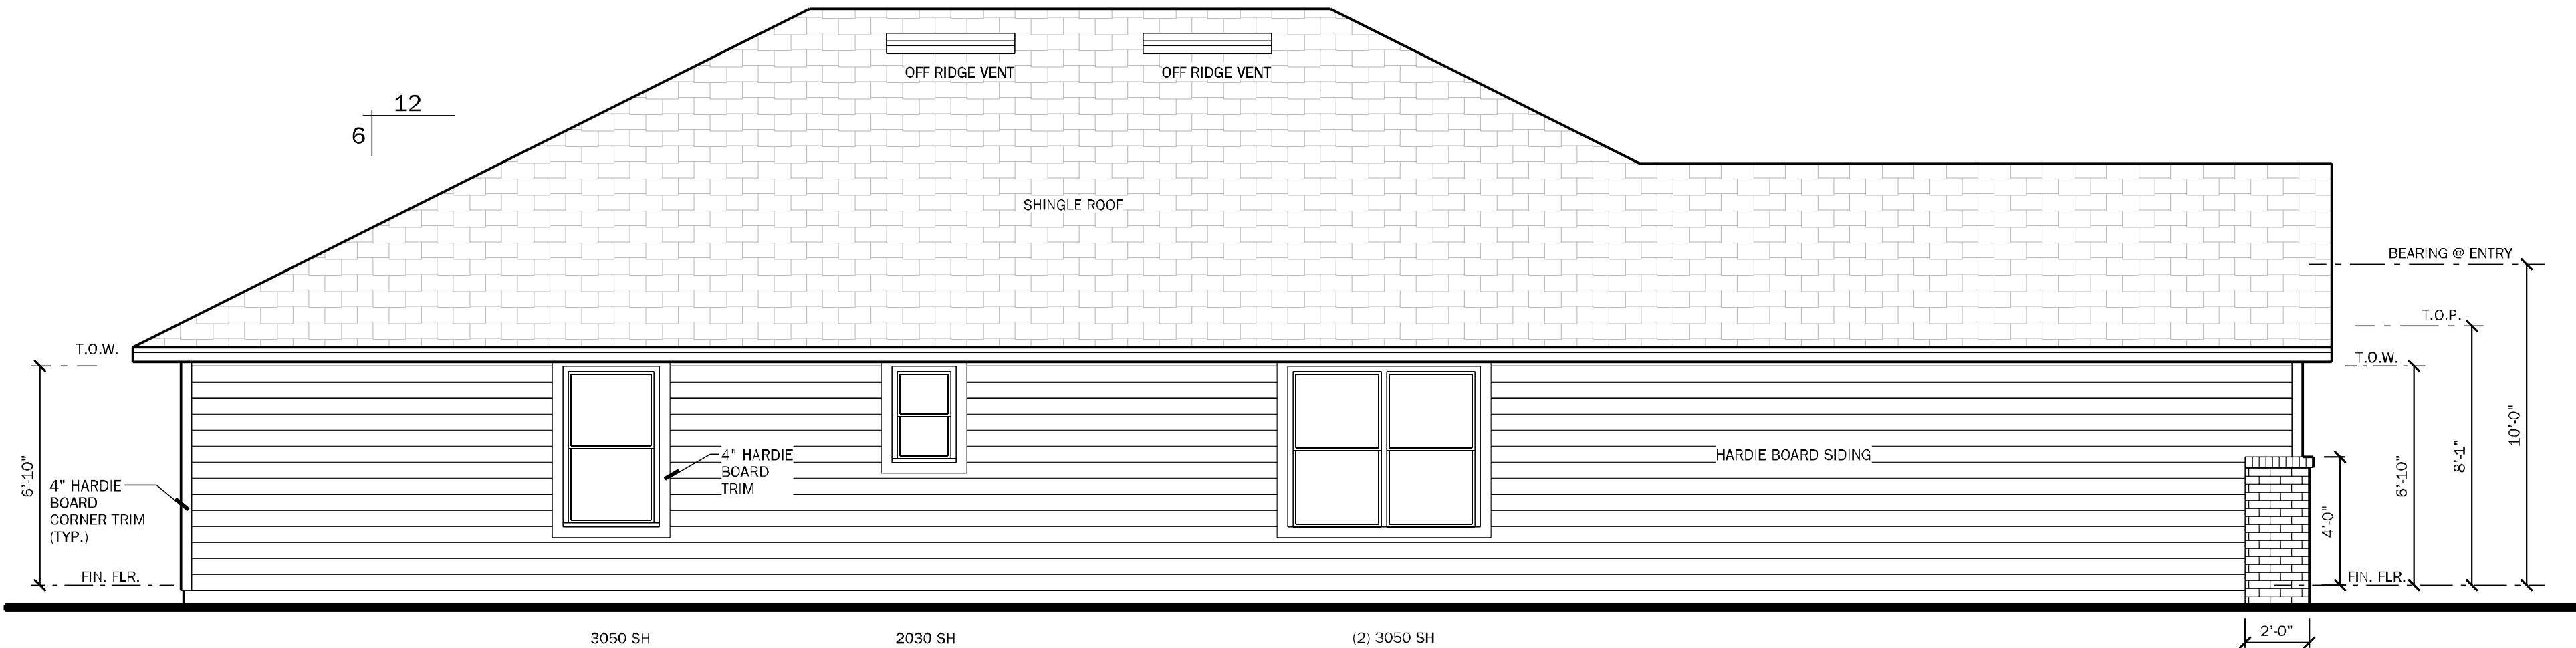 OFF RIDGE VENT
OFF RIDGE VENT
12
6
SHINGLE ROOF
BEARING @ ENTRY
T.O.P.
T.O.W.
T.O.W.
6'-10"
4" HARDIE
BOARD
CORNER TRIM
(TYP.)
FIN. FLR.
4" HARDIE
BOARD
TRIM
HARDIE BOARD SIDING
4'-0"
6'-10"
8'-1"
10'-0"
FIN. FLR.
3050 SH
2030 SH
(2) 3050 SH
2'-0"